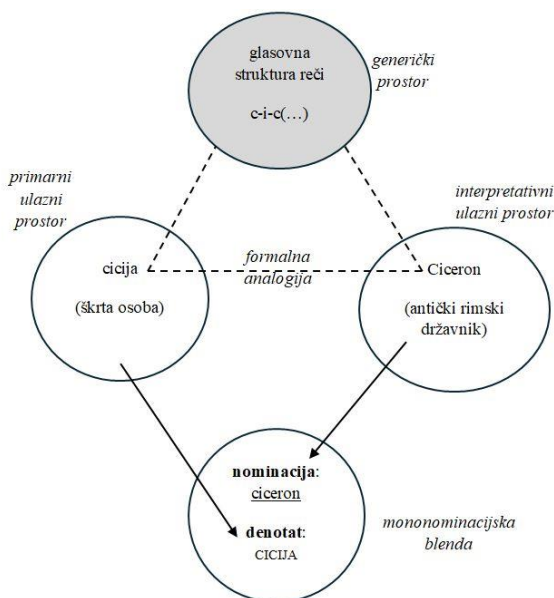 glasovna
struktura reči
c-i-c(…)
generički
prostor
primarni
ulazni
prostor
interpretativni
ulazni prostor
cicija
(škrta osoba)
formalna
analogija
Ciceron
(antički rimski
državnik)
nominacija:
ciceron
denotat:
CICIJA
mononominacijska
blenda